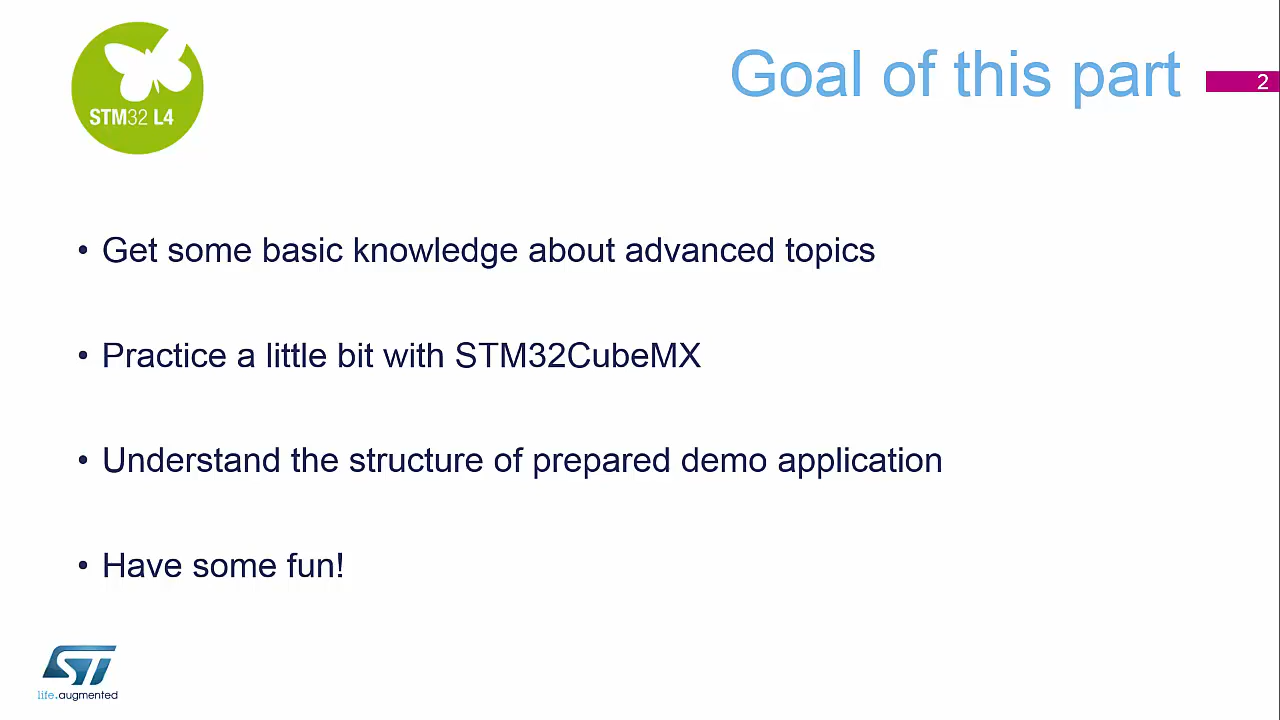 STM32 L4
Goal of this part
2
• Get some basic knowledge about advanced topics
• Practice a little bit with STM32CubeMX
• Understand the structure of prepared demo application
• Have some fun!
ST
life.augmented